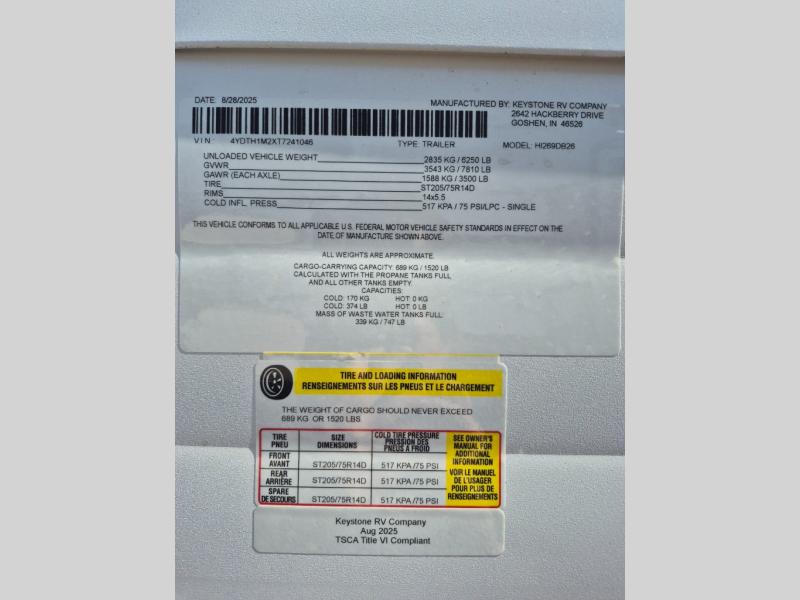 DATE: 8/28/2025
MANUFACTURED BY: KEYSTONE RV COMPANY
2642 HACKBERRY DRIVE
GOSHEN, IN 46526
VIN: 4YDTH1M2XT7241046 TYPE: TRAILER MODEL: HI269DB26
UNLOADED VEHICLE WEIGHT 2835 KG / 6250 LB
GVWR 3543 KG / 7810 LB
GAWR (EACH AXLE) 1588 KG / 3500 LB
TIRE ST205/75R14D
RIMS 14x5.5
COLD INFL. PRESS 517 KPA / 75 PSI/LPC - SINGLE
THIS VEHICLE CONFORMS TO ALL APPLICABLE U.S. FEDERAL MOTOR VEHICLE SAFETY STANDARDS IN EFFECT ON THE
DATE OF MANUFACTURE SHOWN ABOVE.
ALL WEIGHTS ARE APPROXIMATE.
CARGO-CARRYING CAPACITY: 689 KG / 1520 LB
CALCULATED WITH THE PROPANE TANKS FULL
AND ALL OTHER TANKS EMPTY.
CAPACITIES:
COLD: 170 KG HOT: 0 KG
COLD: 374 LB HOT: 0 LB
MASS OF WASTE WATER TANKS FULL:
339 KG / 747 LB
TIRE AND LOADING INFORMATION
RENSEIGNEMENTS SUR LES PNEUS ET LE CHARGEMENT
THE WEIGHT OF CARGO SHOULD NEVER EXCEED
689 KG OR 1520 LBS
TIRE
PNEU
SIZE
DIMENSIONS
COLD TIRE PRESSURE
PRESSION DES
PNEUS A FROID
FRONT
AVANT
ST205/75R14D 517 KPA /75 PSI
REAR
ARRIÈRE
ST205/75R14D 517 KPA /75 PSI
SPARE
DE SECOURS
ST205/75R14D 517 KPA /75 PSI
SEE OWNER'S
MANUAL FOR
ADDITIONAL
INFORMATION
VOIR LE MANUEL
DE L'USAGER
POUR PLUS DE
RENSEIGNEMENTS
Keystone RV Company
Aug 2025
TSCA Title VI Compliant